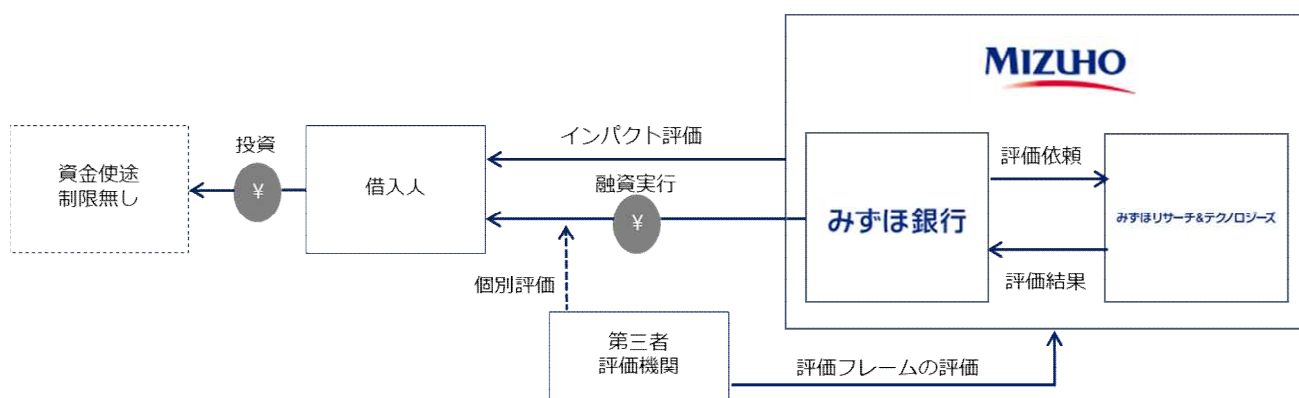 MIZUHO
資金使途
制限無し
投資
¥
借入人
インパクト評価
融資実行
¥
みずほ銀行
評価依頼
みずほリサーチ&テクノロジーズ
評価結果
個別評価
第三者
評価機関
評価フレームの評価